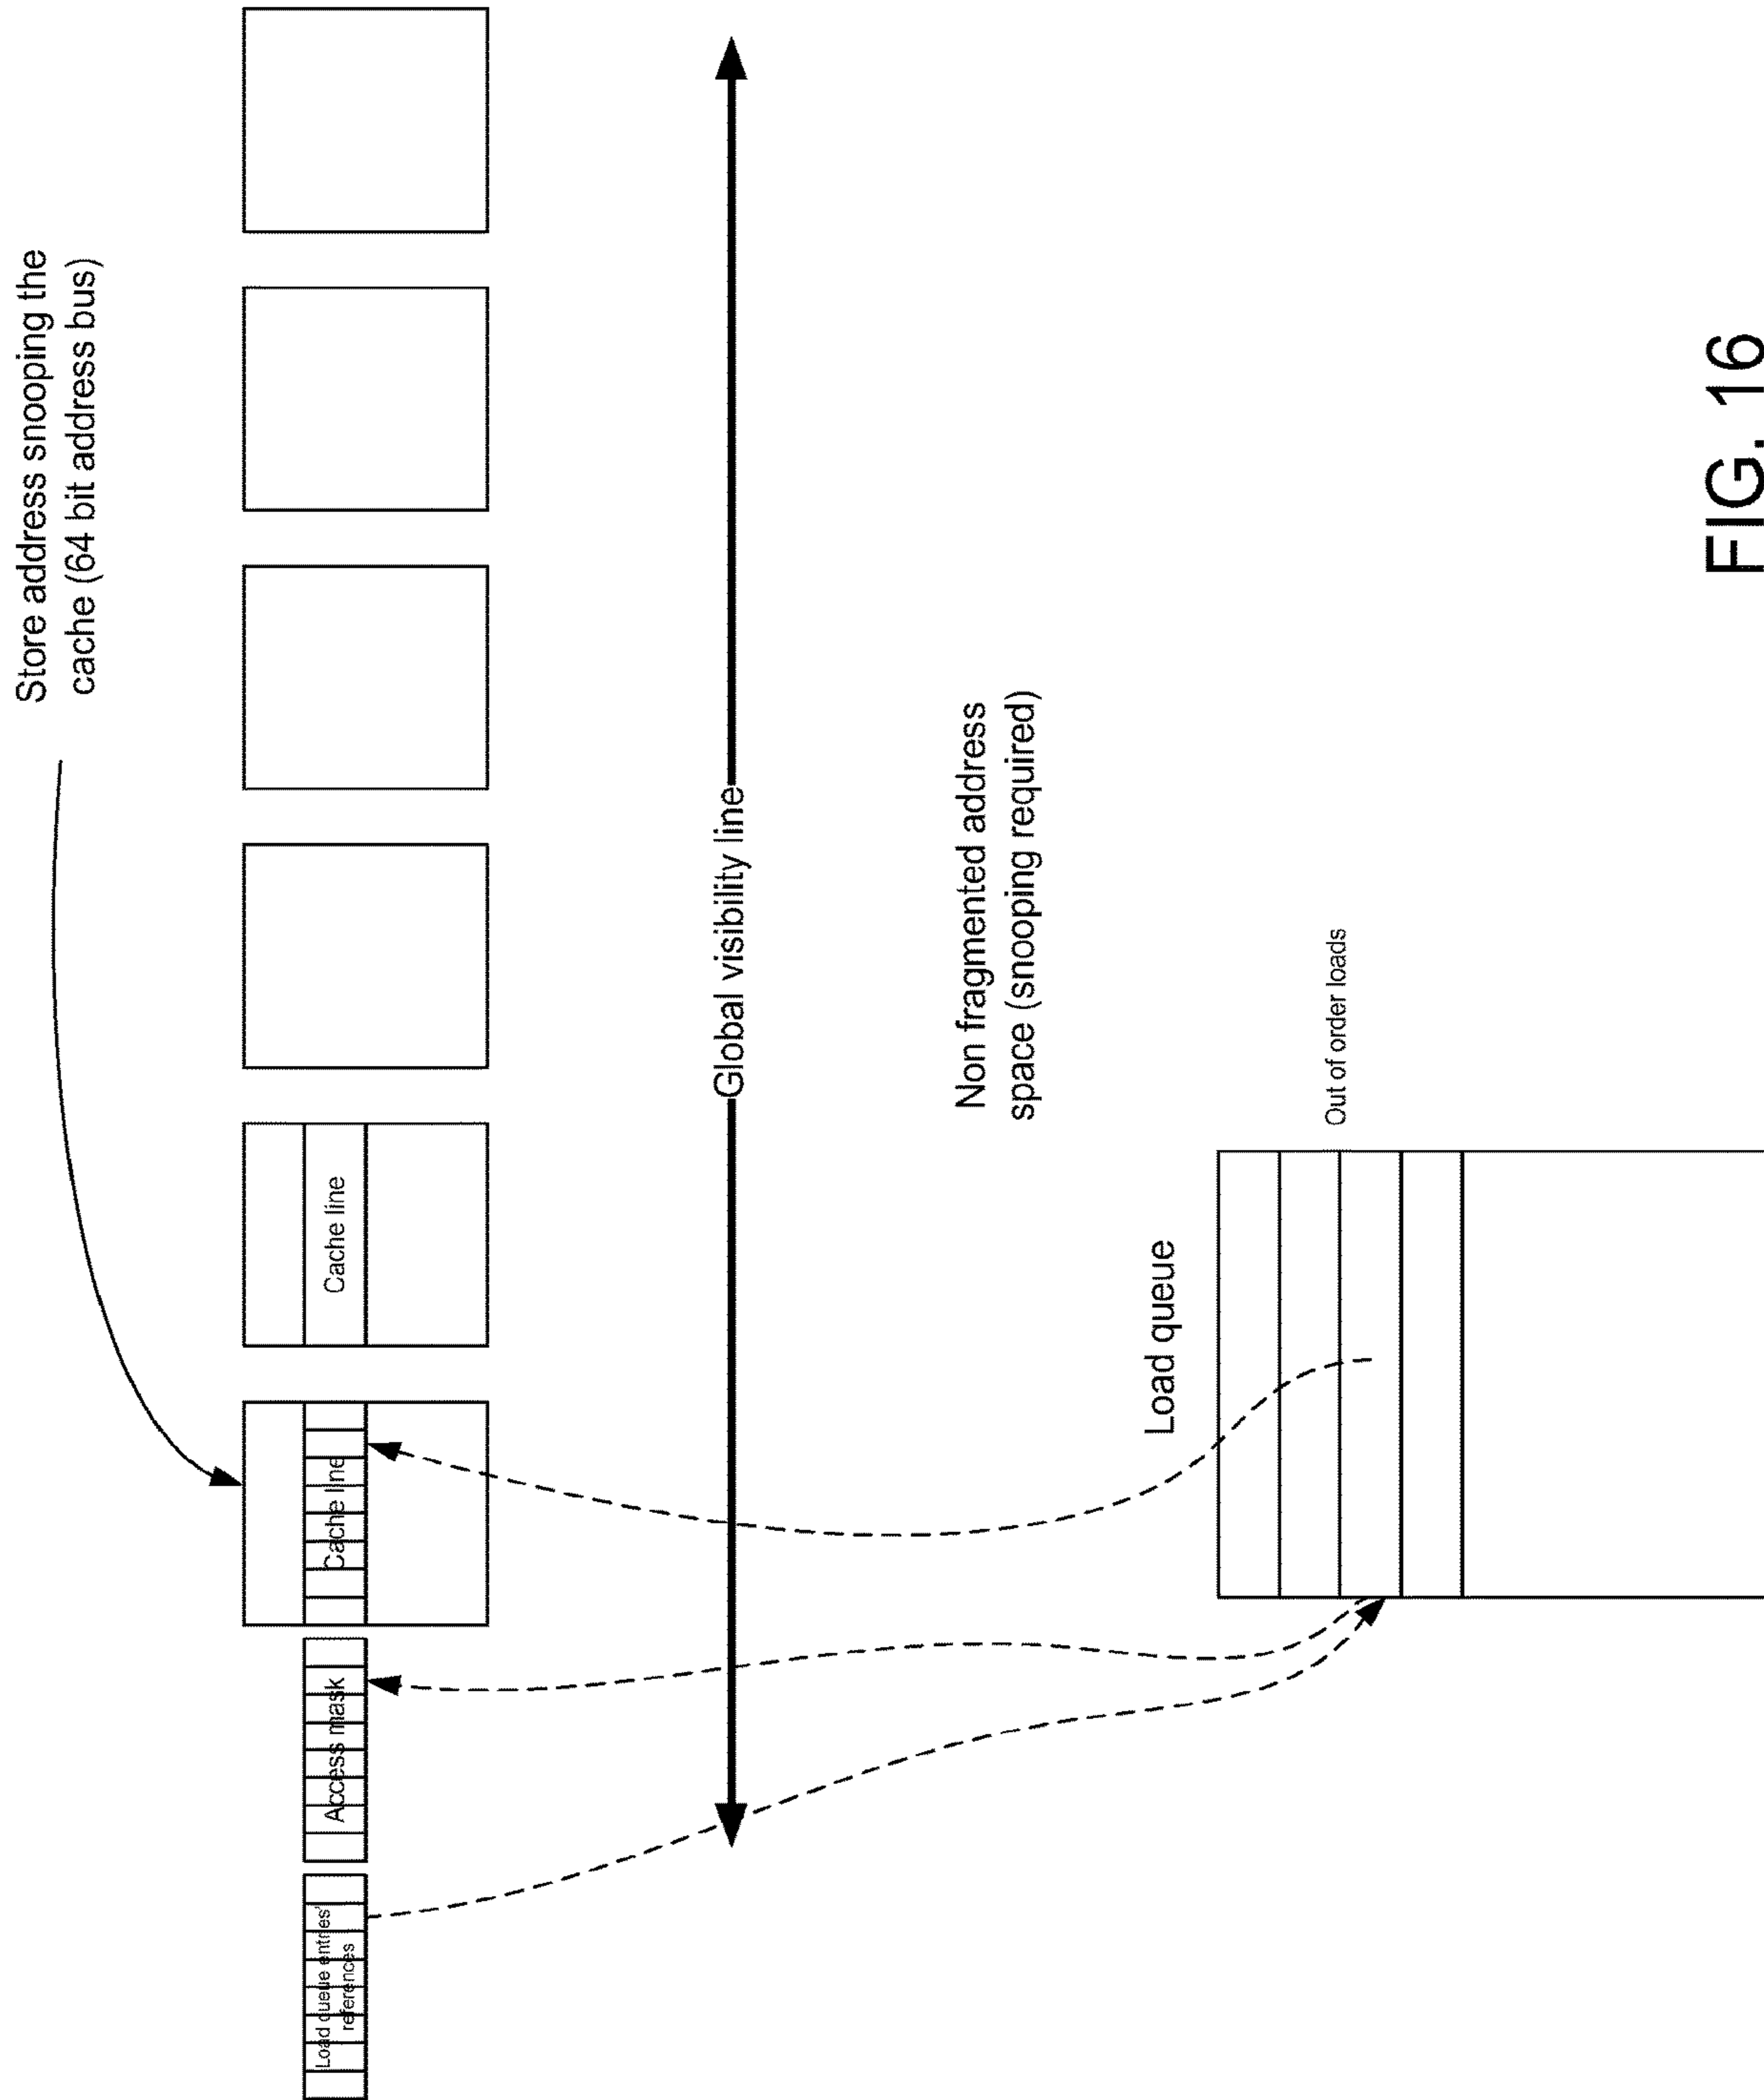 Store address snooping the
cache (64 bit address bus)
Load queue entries'
references
Access mask
Cache line
Cache line
Global visibility line
Non fragmented address
space (snooping required)
Load queue
Out of order loads
FIG. 16